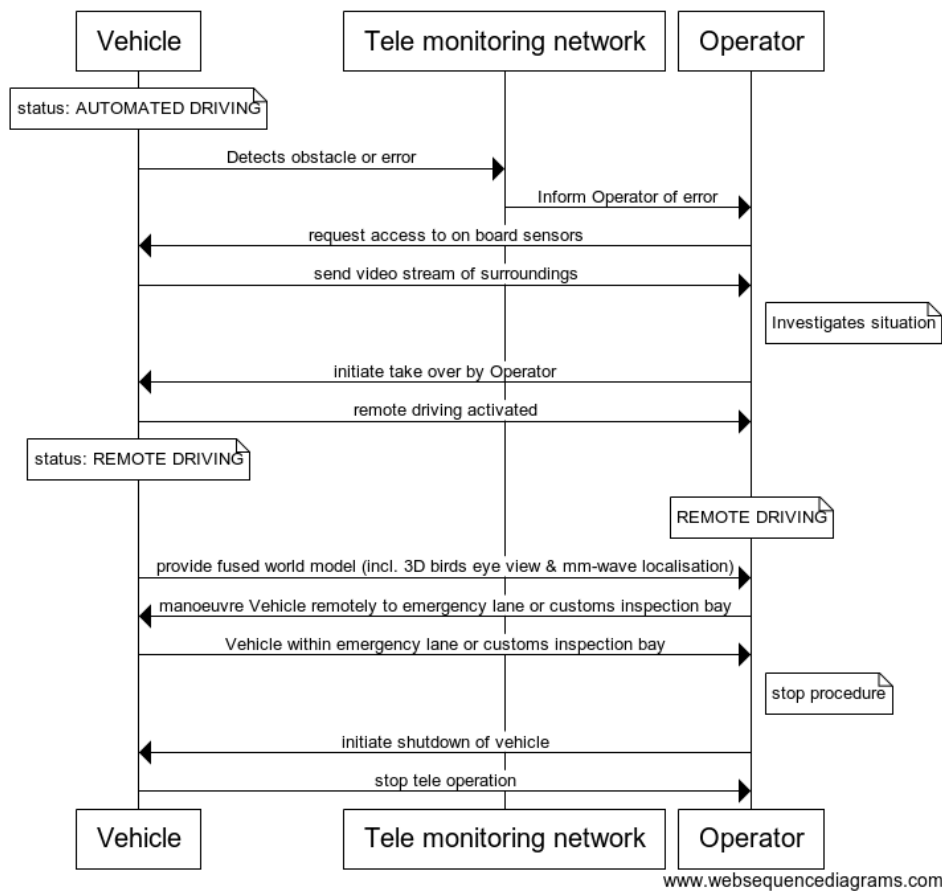 Vehicle
Tele monitoring network
Operator
status: AUTOMATED DRIVING
Detects obstacle or error
Inform Operator of error
request access to on board sensors
send video stream of surroundings
Investigates situation
initiate take over by Operator
remote driving activated
status: REMOTE DRIVING
REMOTE DRIVING
provide fused world model (incl. 3D birds eye view & mm-wave localisation)
manoeuvre Vehicle remotely to emergency lane or customs inspection bay
Vehicle within emergency lane or customs inspection bay
stop procedure
initiate shutdown of vehicle
stop tele operation
Vehicle
Tele monitoring network
Operator
www.websequencediagrams.com